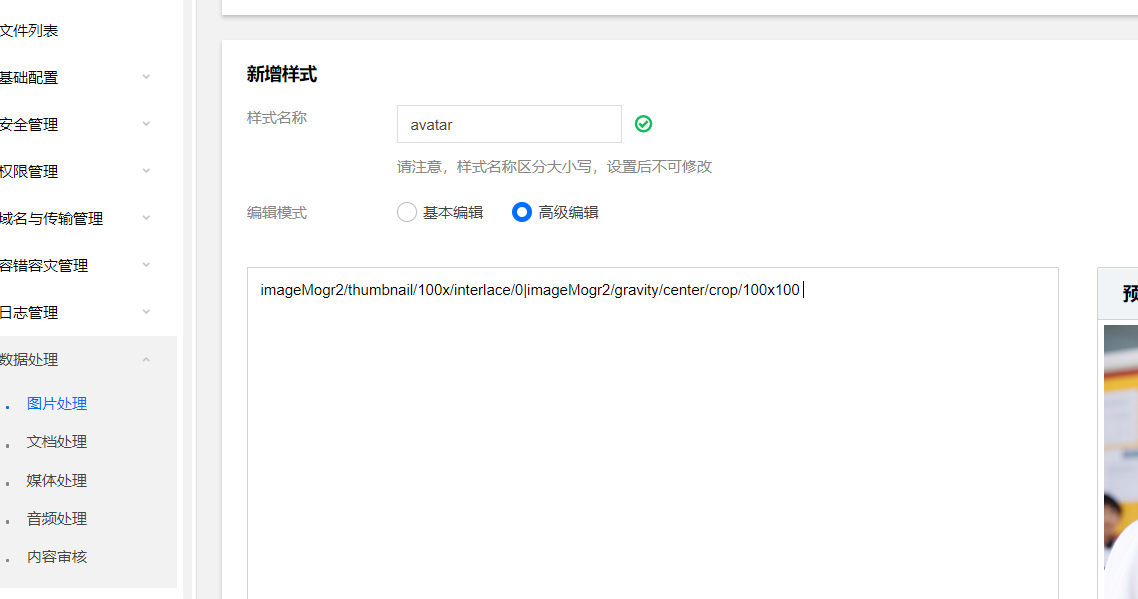 文件列表
基础配置
安全管理
权限管理
域名与传输管理
容错容灾管理
日志管理
数据处理
图片处理
文档处理
媒体处理
音频处理
内容审核
新增样式
样式名称
avatar
请注意，样式名称区分大小写，设置后不可修改
编辑模式
基本编辑
高级编辑
imageMogr2/thumbnail/100x/interlace/0|imageMogr2/gravity/center/crop/100x100